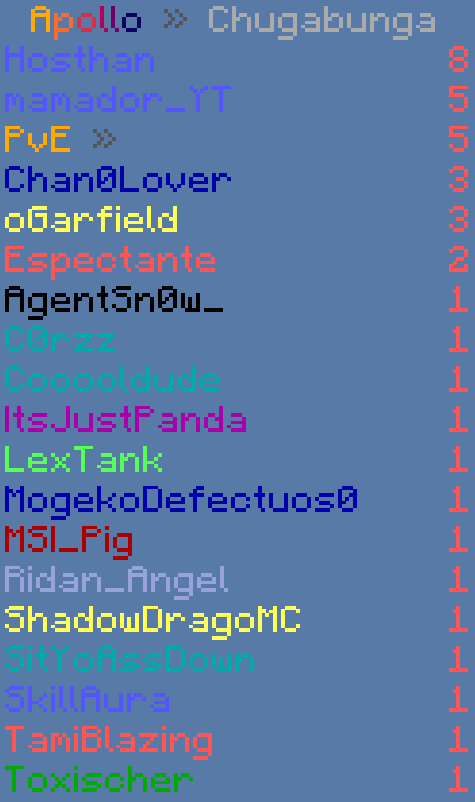 Apollo » Chugabunga
Hosthan 8
mamador_YT 5
PvE » 5
Chan0Lover 3
oGarfield 3
Espectante 2
AgentSn0w_ 1
C0rzz 1
Cooooldude 1
ItsJustPanda 1
LexTank 1
MogekoDefectuos0 1
MSI_Pig 1
Ridan_Angel 1
ShadowDragoMC 1
SitYoAssDown 1
SkillAura 1
TamiBlazing 1
Toxischer 1